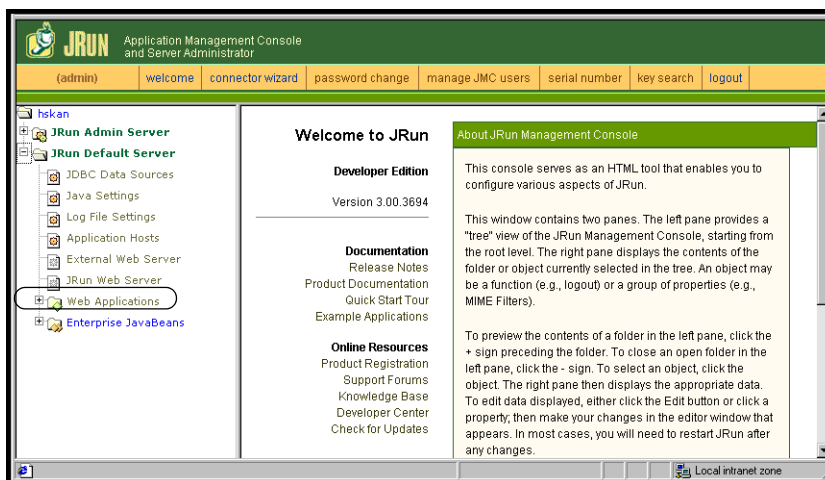 JRUN Application Management Console
and Server Administrator
(admin) welcome connector wizard password change manage JMC users serial number key search logout
hskan
JRun Admin Server
JRun Default Server
JDBC Data Sources
Java Settings
Log File Settings
Application Hosts
External Web Server
JRun Web Server
Web Applications
Enterprise JavaBeans
Welcome to JRun
Developer Edition
Version 3.00.3694
Documentation
Release Notes
Product Documentation
Quick Start Tour
Example Applications
Online Resources
Product Registration
Support Forums
Knowledge Base
Developer Center
Check for Updates
About JRun Management Console
This console serves as an HTML tool that enables you to
configure various aspects of JRun.
This window contains two panes. The left pane provides a
"tree" view of the JRun Management Console, starting from
the root level. The right pane displays the contents of the
folder or object currently selected in the tree. An object may
be a function (e.g., logout) or a group of properties (e.g.,
MIME Filters).
To preview the contents of a folder in the left pane, click the
+ sign preceding the folder. To close an open folder in the
left pane, click the - sign. To select an object, click the
object. The right pane then displays the appropriate data.
To edit data displayed, either click the Edit button or click a
property; then make your changes in the editor window that
appears. In most cases, you will need to restart JRun after
any changes.
Local intranet zone